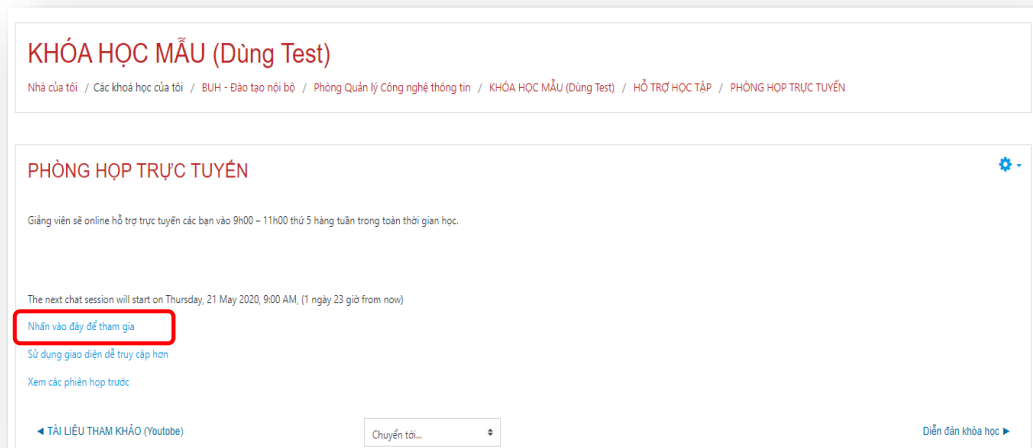 KHÓA HỌC MẪU (Dùng Test)
Nhà của tôi / Các khoá học của tôi / BUH - Đào tạo nội bộ / Phòng Quản lý Công nghệ thông tin / KHÓA HỌC MẪU (Dùng Test) / HỖ TRỢ HỌC TẬP / PHÒNG HỌP TRỰC TUYẾN
PHÒNG HỌP TRỰC TUYẾN
Giảng viên sẽ online hỗ trợ trực tuyến các bạn vào 9h00 – 11h00 thứ 5 hàng tuần trong toàn thời gian học.
The next chat session will start on Thursday, 21 May 2020, 9:00 AM, (1 ngày 23 giờ from now)
Nhấn vào đây để tham gia
Sử dụng giao diện dễ truy cập hơn
Xem các phiên họp trước
◄ TÀI LIỆU THAM KHẢO (Youtobe) Chuyển tới... Diễn đàn khóa học ►